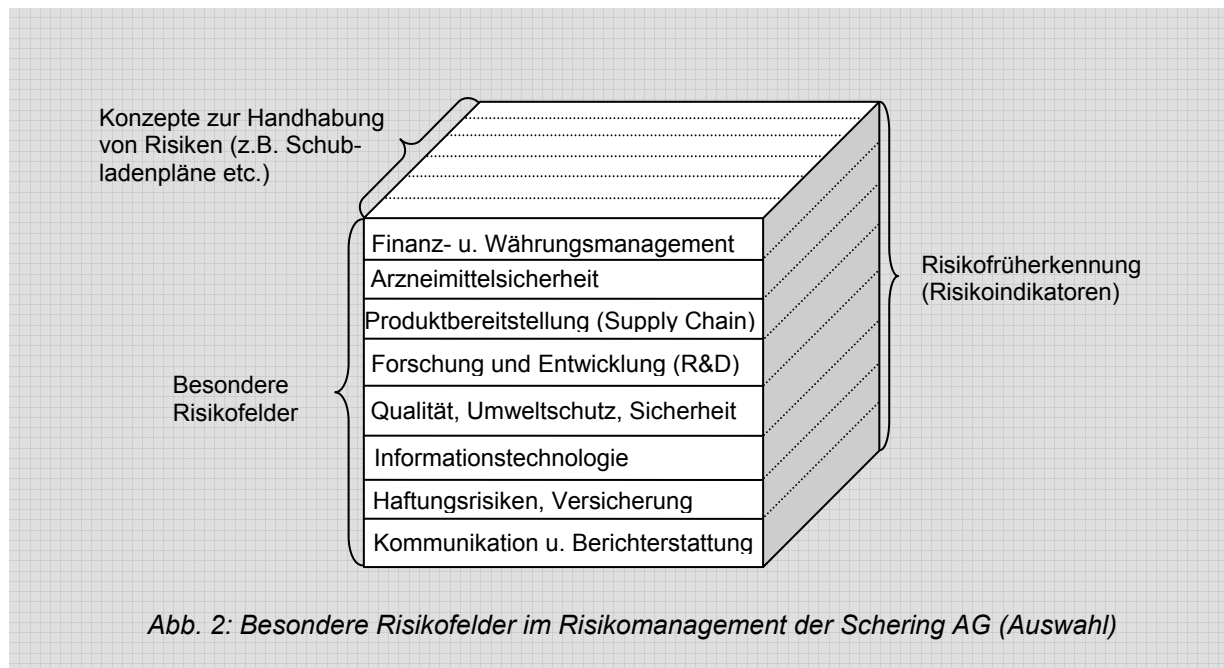 Konzepte zur Handhabung
von Risiken (z.B. Schub-
ladenpläne etc.)
Finanz- u. Währungsmanagement
Arzneimittelsicherheit
Produktbereitstellung (Supply Chain)
Forschung und Entwicklung (R&D)
Qualität, Umweltschutz, Sicherheit
Informationstechnologie
Haftungsrisiken, Versicherung
Kommunikation u. Berichterstattung
Besondere
Risikofelder
Risikofrüherkennung
(Risikoindikatoren)
Abb. 2: Besondere Risikofelder im Risikomanagement der Schering AG (Auswahl)